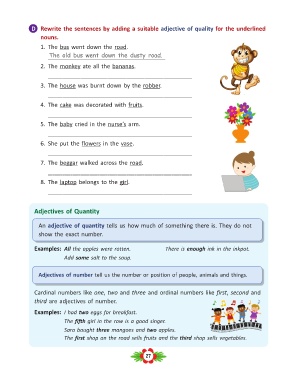 D Rewrite the sentences by adding a suitable adjective of quality for the underlined
nouns.
1. The bus went down the road.
The old bus went down the dusty road.
2. The monkey ate all the bananas.
3. The house was burnt down by the robber.
4. The cake was decorated with fruits.
5. The baby cried in the nurse's arm.
6. She put the flowers in the vase.
7. The beggar walked across the road.
8. The laptop belongs to the girl.
Adjectives of Quantity
An adjective of quantity tells us how much of something there is. They do not
show the exact number.
Examples: All the apples were rotten. There is enough ink in the inkpot.
Add some salt to the soup.
Adjectives of number tell us the number or position of people, animals and things.
Cardinal numbers like one, two and three and ordinal numbers like first, second and
third are adjectives of number.
Examples: I had two eggs for breakfast.
The fifth girl in the row is a good singer.
Sara bought three mangoes and two apples.
The first shop on the road sells fruits and the third shop sells vegetables.
27